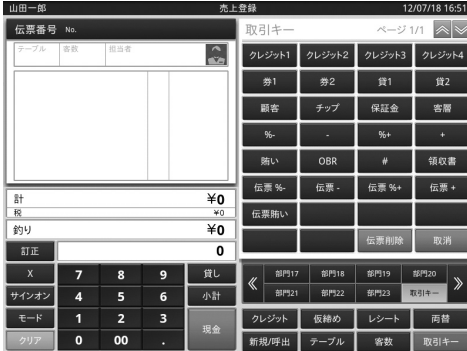 山田一郎 売上登録 12/07/18 16:51
伝票番号 No.
テーブル 客数 担当者
計 ¥0
税 ¥0
釣り ¥0
訂正 0
X 7 8 9 貸し
サインオン 4 5 6 小計
モード 1 2 3 現金
クリア 0 00 .
取引キー ページ 1/1
クレジット1 クレジット2 クレジット3 クレジット4
券1 券2 貸1 貸2
顧客 チップ 保証金 客層
%- - %+ +
賄い OBR # 領収書
伝票 %- 伝票 - 伝票 %+ 伝票 +
伝票賄い
伝票削除 取消
部門17 部門18 部門19 部門20
部門21 部門22 部門23 取引キー
クレジット 仮締め レシート 両替
新規/呼出 テーブル 客数 取引キー